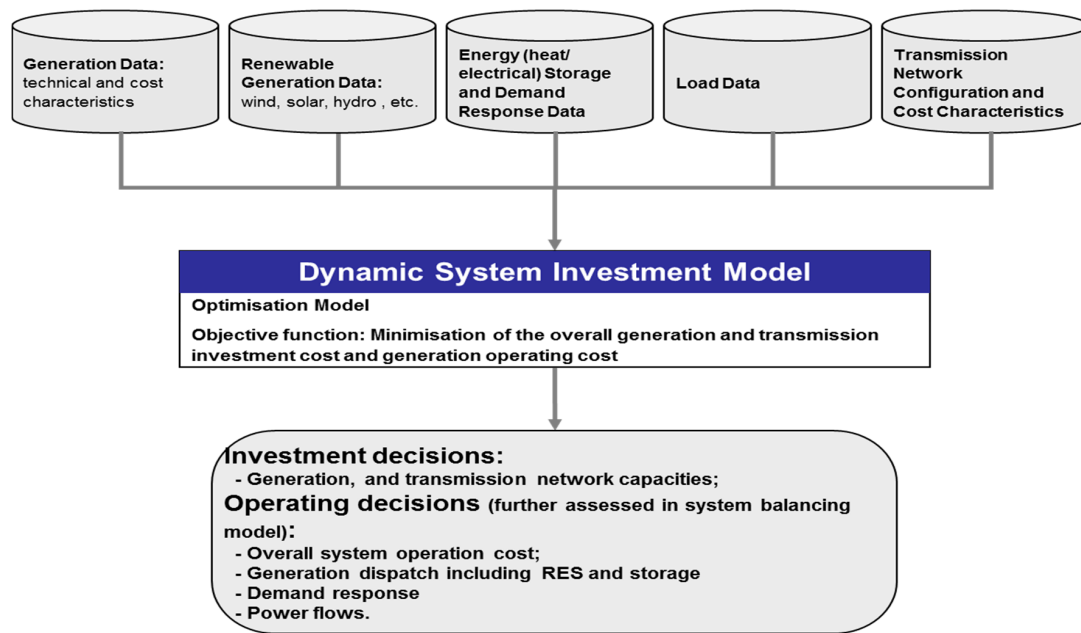 Generation Data:
technical and cost
characteristics
Renewable
Generation Data:
wind, solar, hydro , etc.
Energy (heat/
electrical) Storage
and Demand
Response Data
Load Data
Transmission
Network
Configuration and
Cost Characteristics
Dynamic System Investment Model
Optimisation Model
Objective function: Minimisation of the overall generation and transmission
investment cost and generation operating cost
Investment decisions:
- Generation, and transmission network capacities;
Operating decisions (further assessed in system balancing
model):
- Overall system operation cost;
- Generation dispatch including RES and storage
- Demand response
- Power flows.